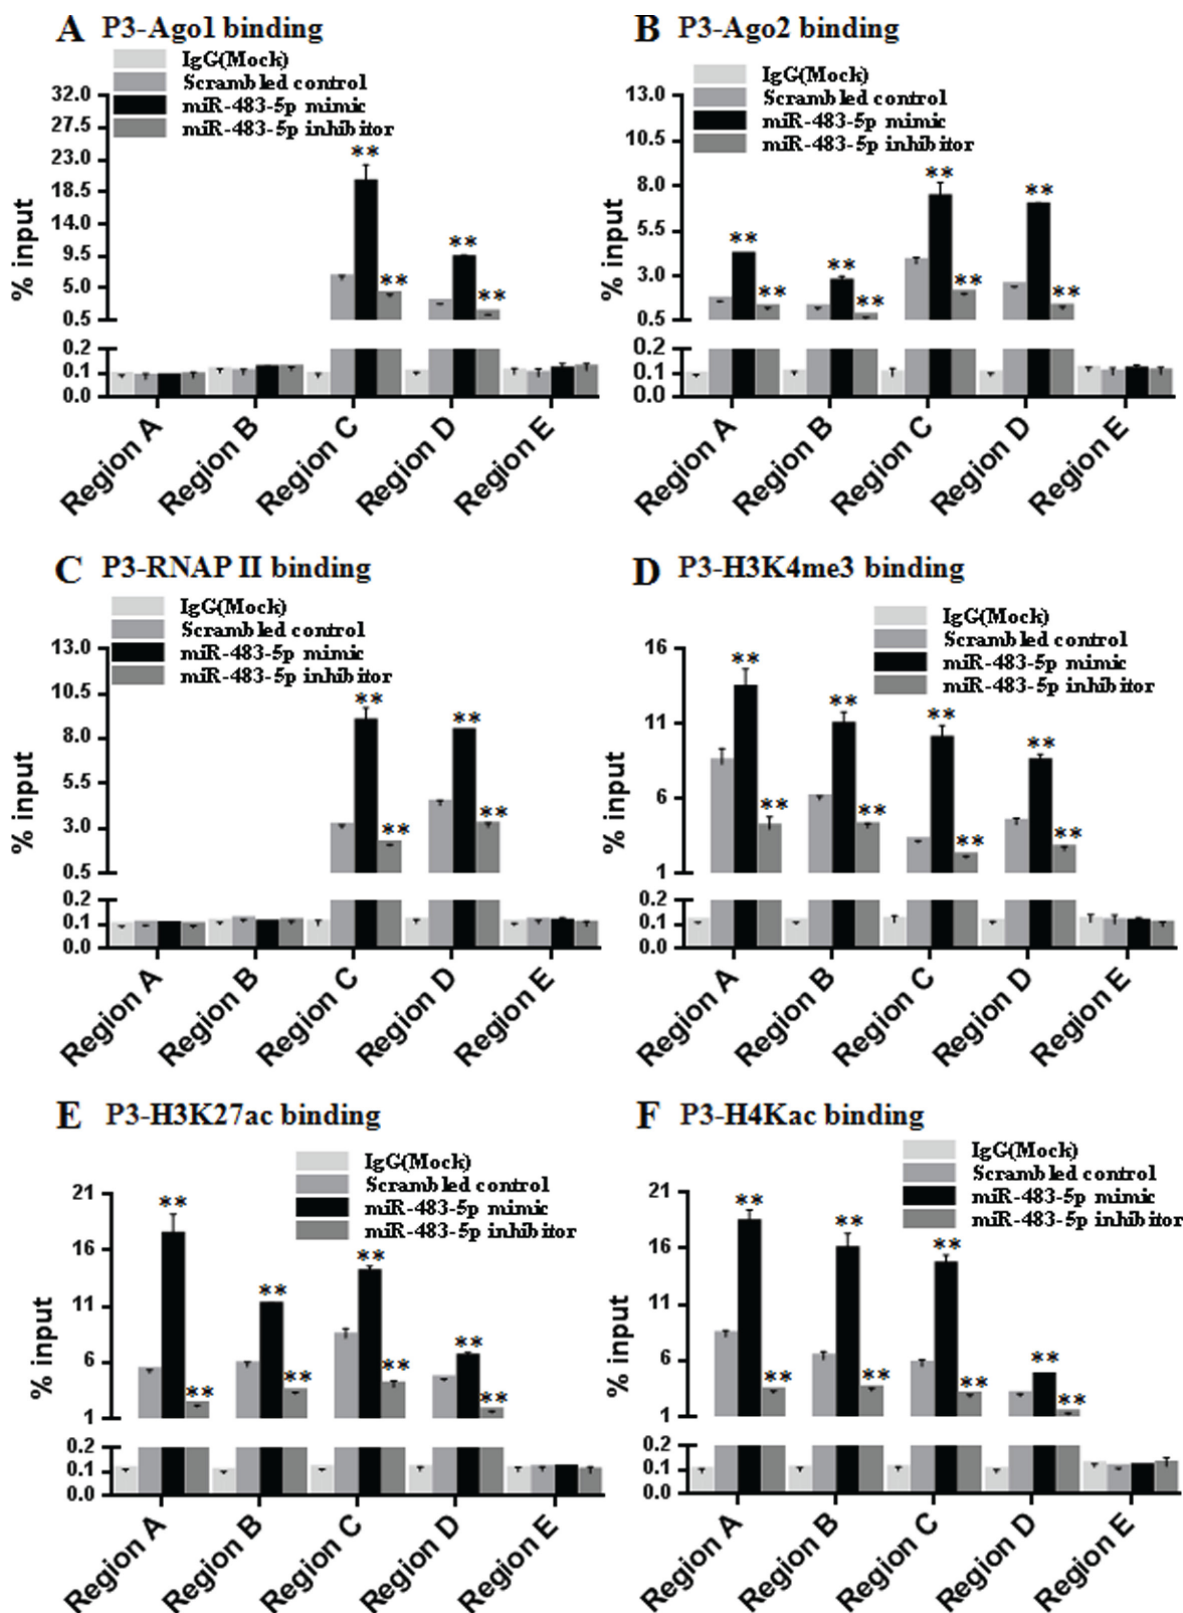 A P3-Ago1 binding
IgG(Mock)
Scrambled control
miR-483-5p mimic
miR-483-5p inhibitor
% input
32.0
27.5
23.0
18.5
14.0
9.5
5.0
0.5
0.2
0.1
0.0
** ** ** **
Region A
Region B
Region C
Region D
Region E
B P3-Ago2 binding
IgG(Mock)
Scrambled control
miR-483-5p mimic
miR-483-5p inhibitor
% input
13.0
10.5
8.0
5.5
3.0
0.5
0.2
0.1
0.0
** ** ** ** ** ** ** **
Region A
Region B
Region C
Region D
Region E
C P3-RNAP II binding
IgG(Mock)
Scrambled control
miR-483-5p mimic
miR-483-5p inhibitor
% input
13.0
10.5
8.0
5.5
3.0
0.5
0.2
0.1
0.0
** ** ** **
Region A
Region B
Region C
Region D
Region E
D P3-H3K4me3 binding
IgG(Mock)
Scrambled control
miR-483-5p mimic
miR-483-5p inhibitor
% input
16
11
6
1
0.2
0.1
0.0
** ** ** ** ** ** ** **
Region A
Region B
Region C
Region D
Region E
E P3-H3K27ac binding
IgG(Mock)
Scrambled control
miR-483-5p mimic
miR-483-5p inhibitor
% input
21
16
11
6
1
0.2
0.1
0.0
** ** ** ** ** ** ** **
Region A
Region B
Region C
Region D
Region E
F P3-H4Kac binding
IgG(Mock)
Scrambled control
miR-483-5p mimic
miR-483-5p inhibitor
% input
21
16
11
6
1
0.2
0.1
0.0
** ** ** ** ** ** ** **
Region A
Region B
Region C
Region D
Region E